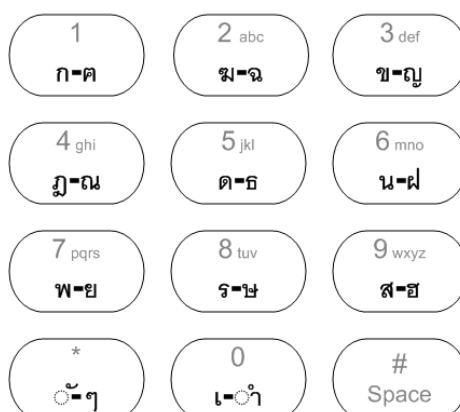 1
ก-ฅ
2 abc
ฆ-ฉ
3 def
ช-ญ
4 ghi
ฎ-ณ
5 jkl
ด-ธ
6 mno
น-ฝ
7 pqrs
พ-ย
8 tuv
ร-ษ
9 wxyz
ส-ฮ
*
◌็-ๆ
0
เ-◌ำ
#
Space